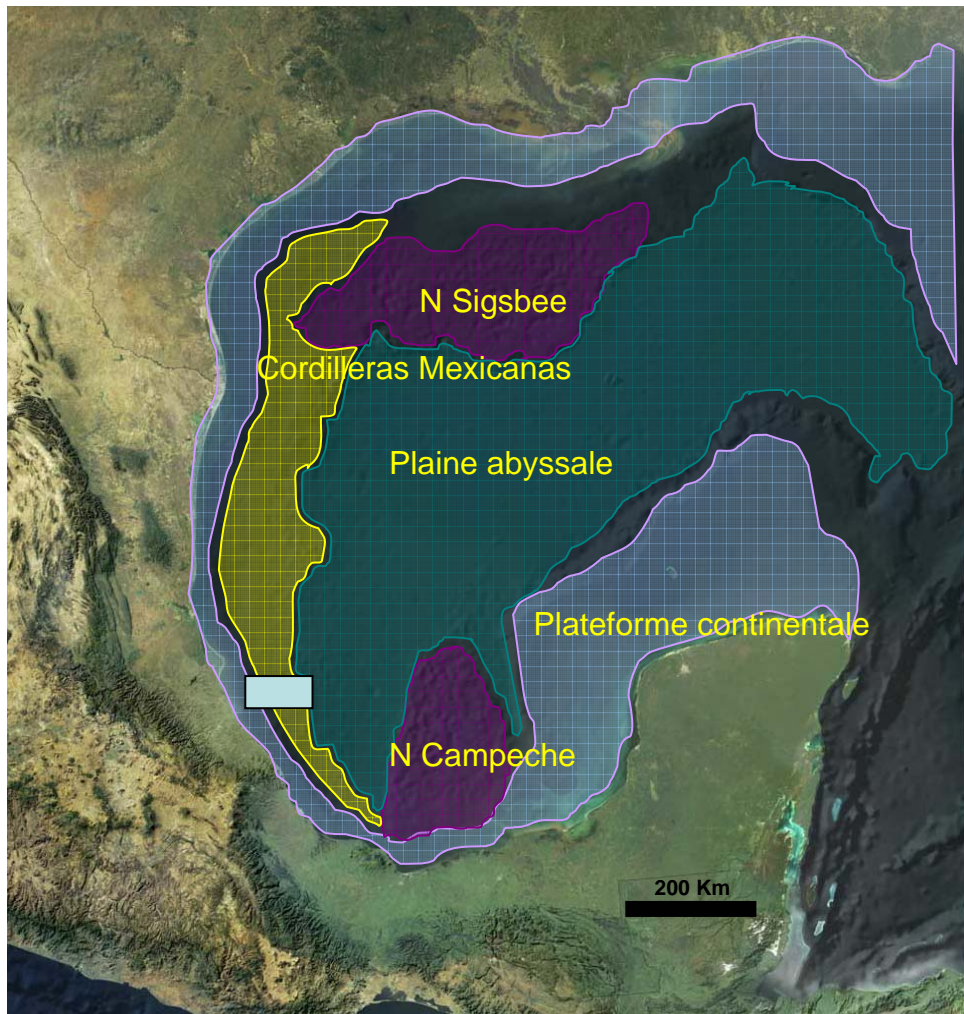 N Sigsbee
Cordilleras Mexicanas
Plaine abyssale
Plateforme continentale
N Campeche
200 Km